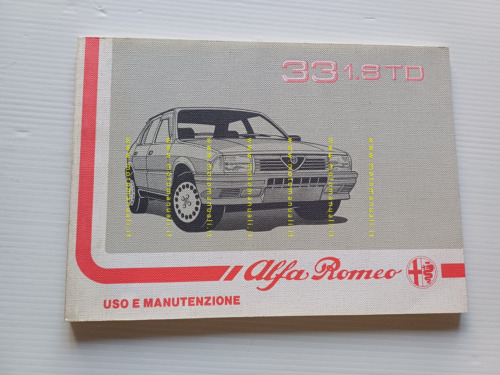 33 1.8 TD
Alfa Romeo
USO E MANUTENZIONE